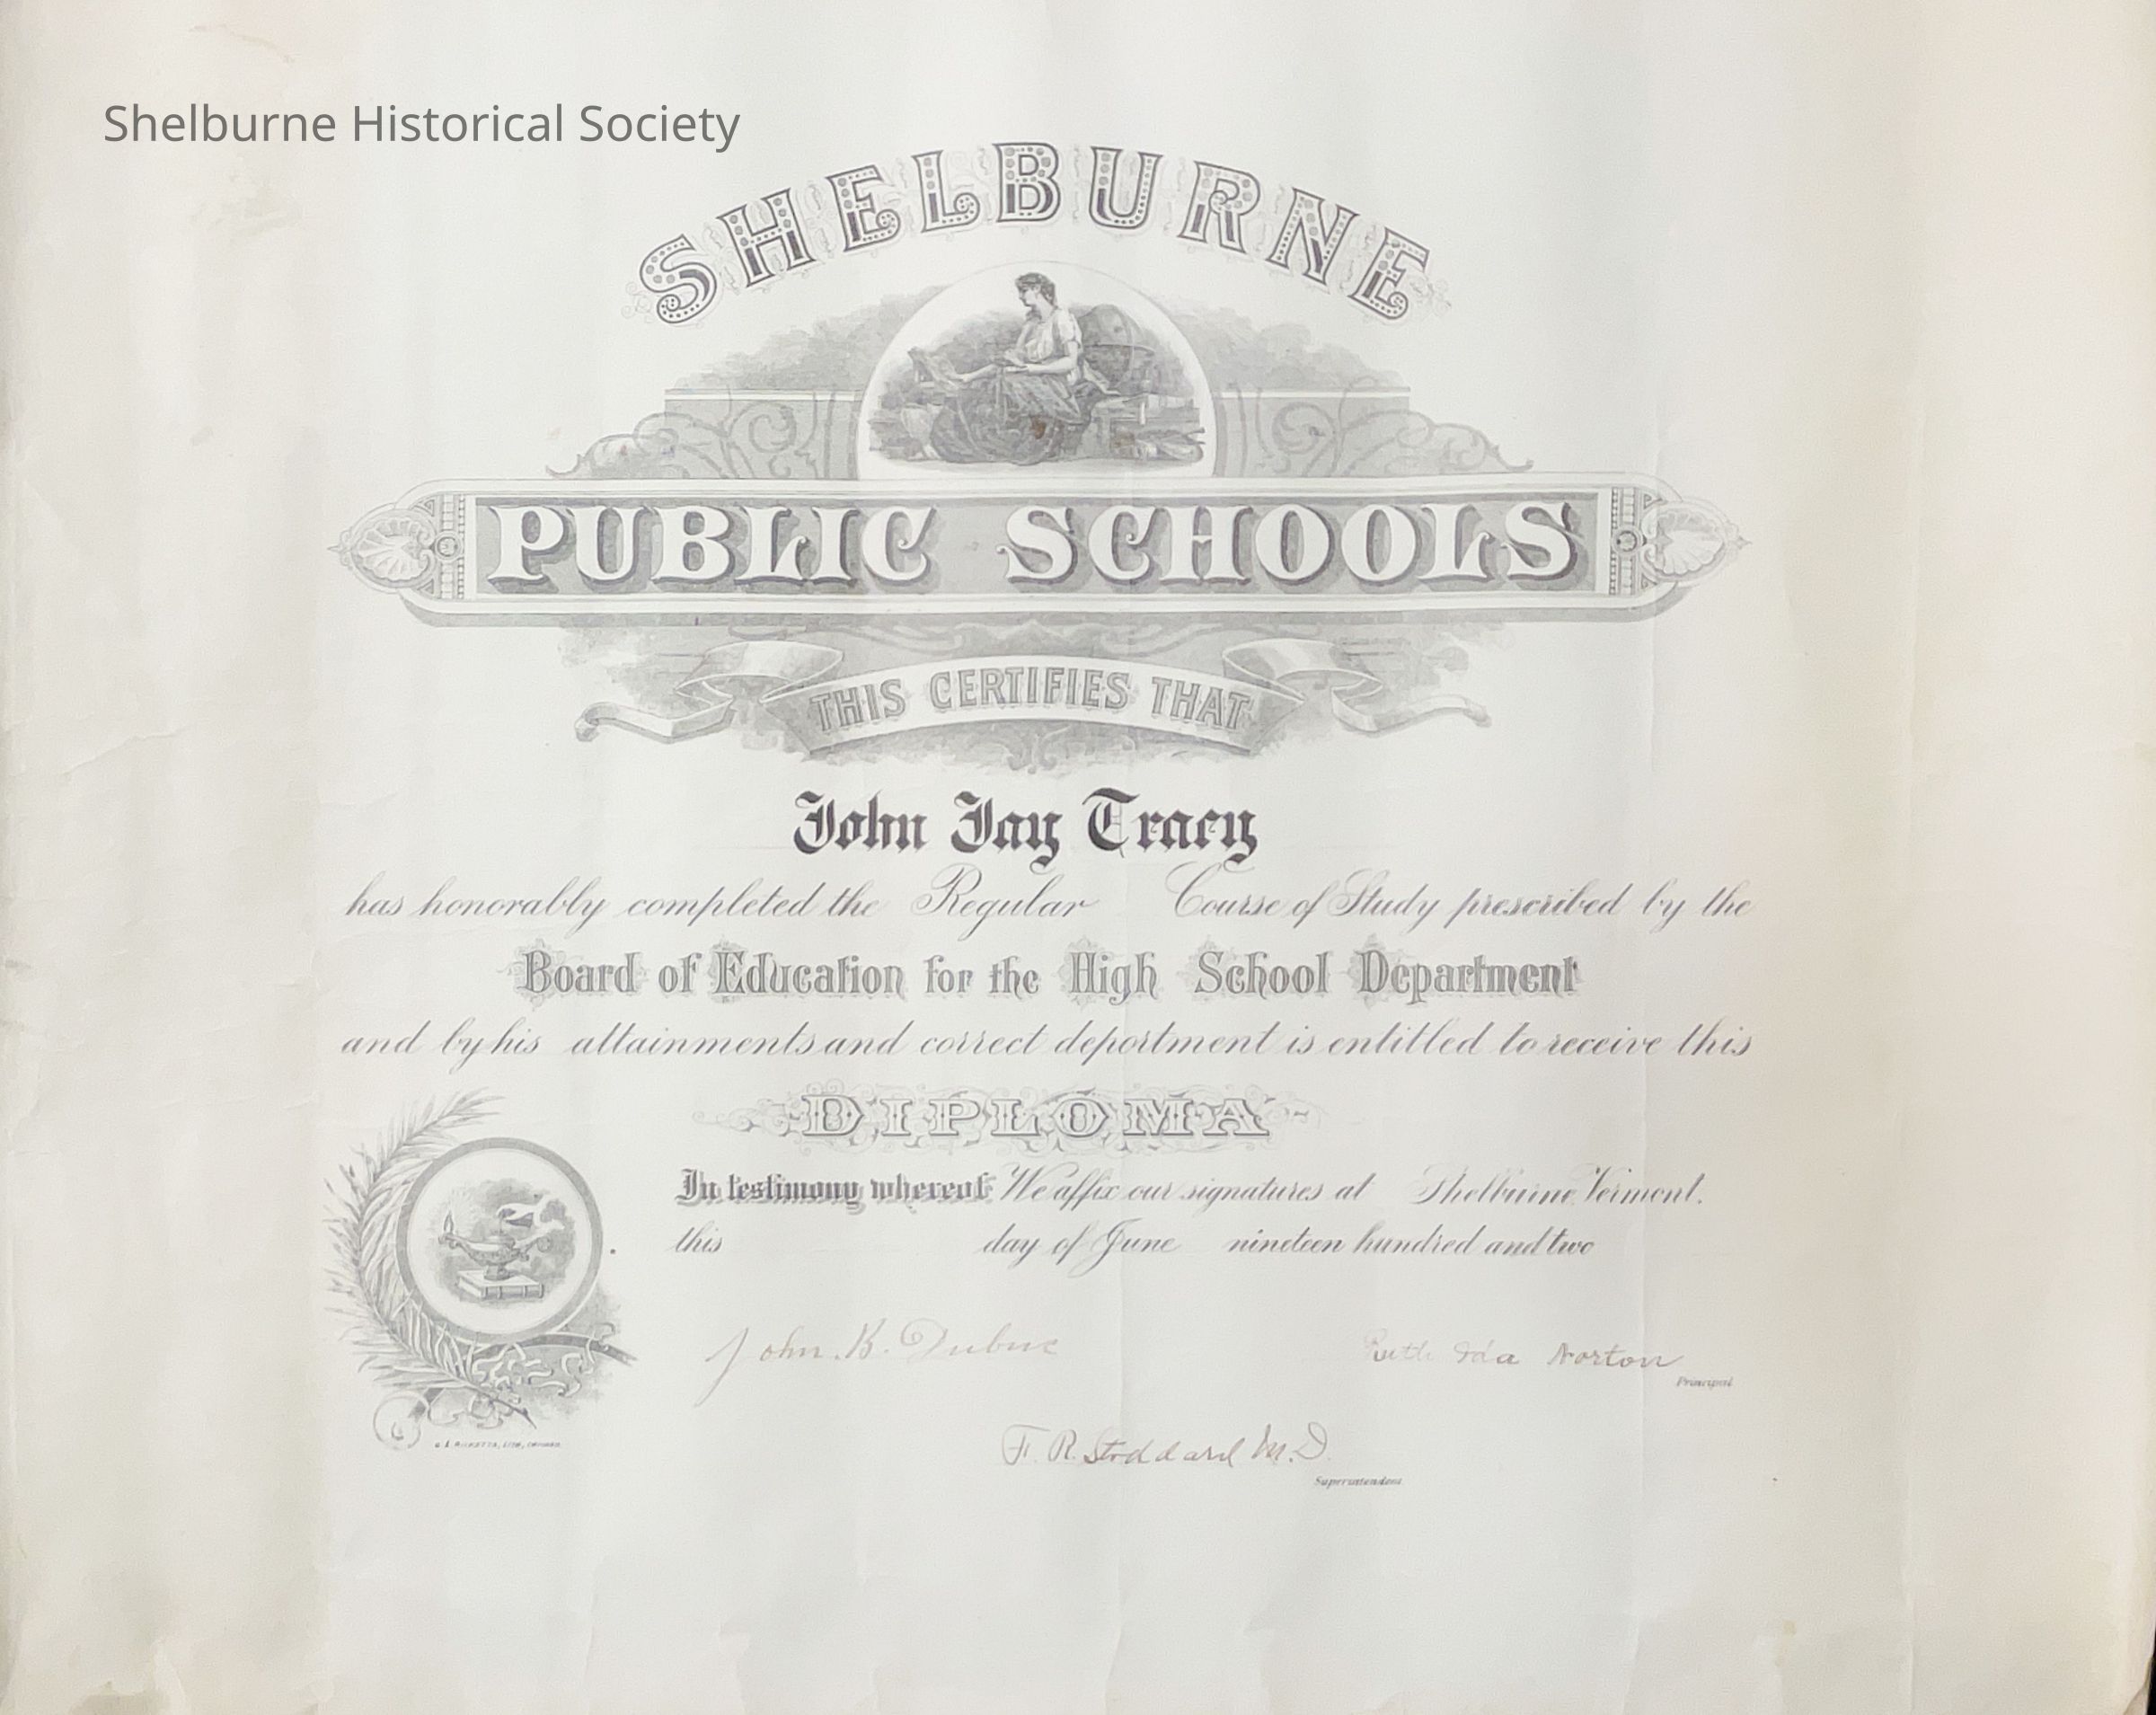 Shelburne Historical Society
SHELBURNE
PUBLIC SCHOOLS
THIS CERTIFIES THAT
John Jay Tracy
has honorably completed the Regular Course of Study prescribed by the
Board of Education for the High School Department
and by his attainments and correct deportment is entitled to receive this
DIPLOMA
In testimony whereof We affix our signatures at Shelburne, Vermont.
this day of June nineteen hundred and two
John. B. Dubuc
Ruth Ida Norton
Principal
F. R. Stoddard M.D.
Superintendent